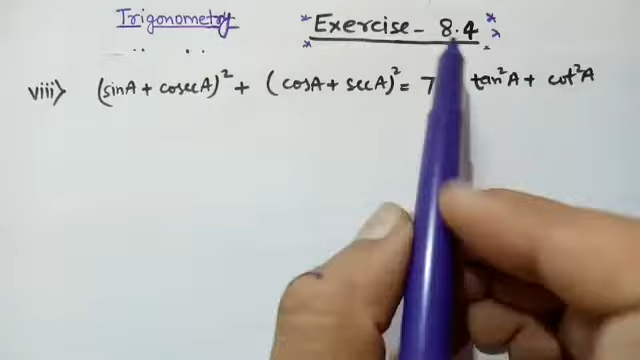 Trigonometry
* Exercise - 8.4 *
viii> (sinA + cosecA)² + (cosA + secA)² = 7 tan²A + cot²A